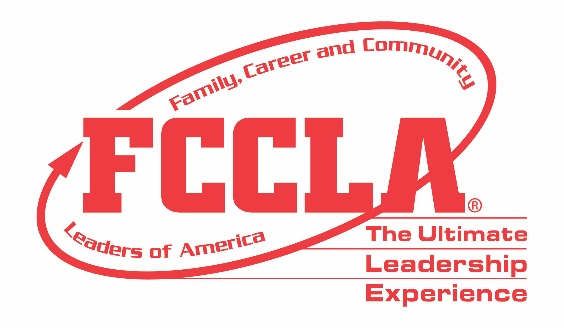 Family, Career and Community
FCCLA®
Leaders of America
The Ultimate
Leadership
Experience